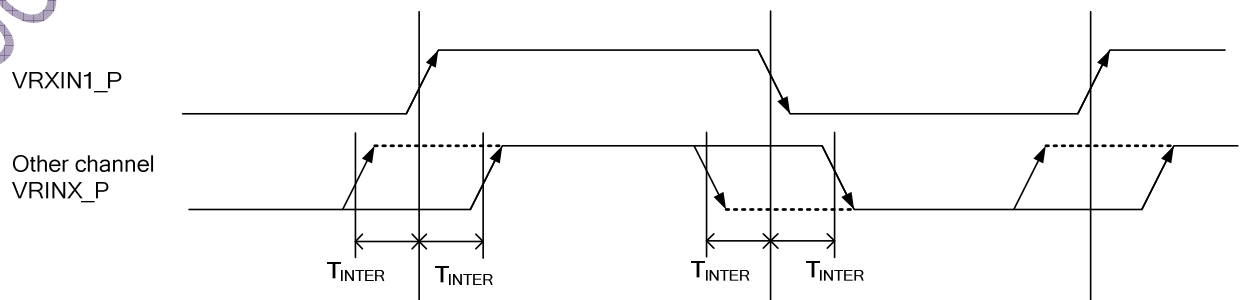 VRXIN1_P
Other channel
VRINX_P
TINTER TINTER TINTER TINTER